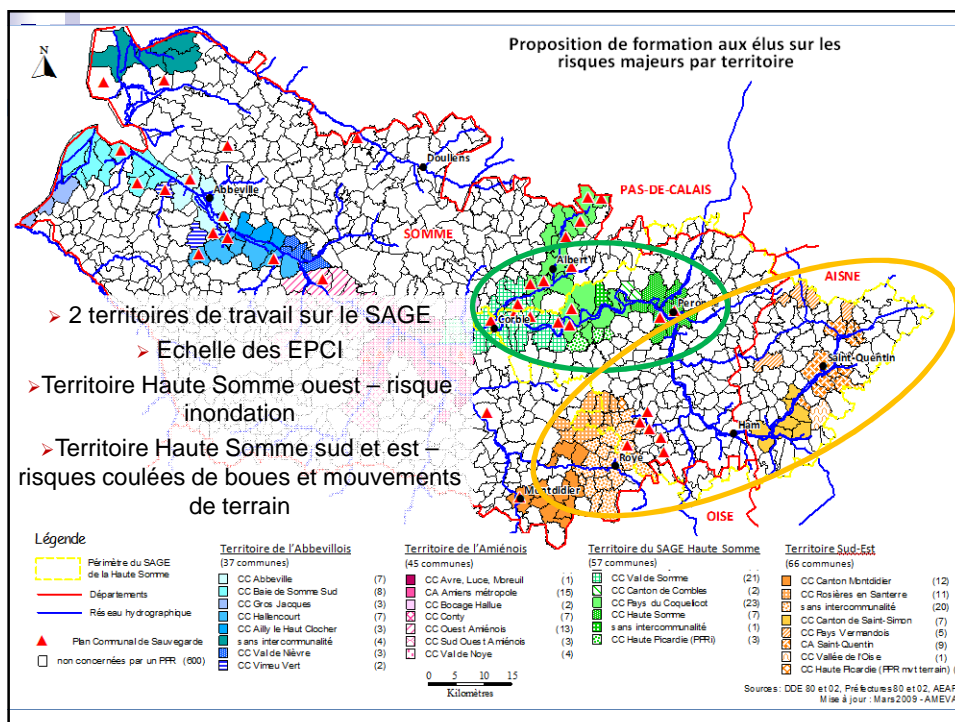 Proposition de formation aux élus sur les
risques majeurs par territoire
N
Doullens
Abbeville
PAS-DE-CALAIS
SOMME
Albert
AISNE
Corbie
Saint-Quentin
Ham
Roye
Montdidier
OISE
➢ 2 territoires de travail sur le SAGE
➢ Echelle des EPCI
➢Territoire Haute Somme ouest – risque
inondation
➢Territoire Haute Somme sud et est –
risques coulées de boues et mouvements
de terrain
Légende
Périmètre du SAGE
de la Haute Somme
Départements
Réseau hydrographique
Plan Communal de Sauvegarde
non concernées par un PPR (600)
Territoire de l'Abbevillois
(37 communes)
CC Abbeville (7)
CC Baie de Somme Sud (8)
CC Gros Jacques (3)
CC Hallencourt (7)
CC Ailly le Haut Clocher (3)
sans intercommunalité (4)
CC Val de Nièvre (3)
CC Vimeu Vert (2)
Territoire de l'Amiénois
(45 communes)
CC Avre, Luce, Moreuil (1)
CA Amiens métropole (15)
CC Bocage Hallue (2)
CC Conty (7)
CC Ouest Amiénois (13)
CC Sud Ouest Amiénois (3)
CC Val de Noye (4)
Territoire du SAGE Haute Somme
(57 communes)
CC Val de Somme (21)
CC Canton de Combles (2)
CC Pays du Coquelicot (23)
CC Haute Somme (7)
sans intercommunalité (1)
CC Haute Picardie (PPRi) (3)
Territoire Sud-Est
(66 communes)
CC Canton Montdidier (12)
CC Rosières en Santerre (11)
sans intercommunalité (20)
CC Canton de Saint-Simon (7)
CC Pays Vermandois (5)
CA Saint-Quentin (9)
CC Vallée de l'Oise (1)
CC Haute Picardie (PPR mvt terrain)
0 5 10 15
Kilomètres
Sources : DDE 80 et 02, Préfectures 80 et 02, AEAP
Mise à jour : Mars 2009 - AMEVA